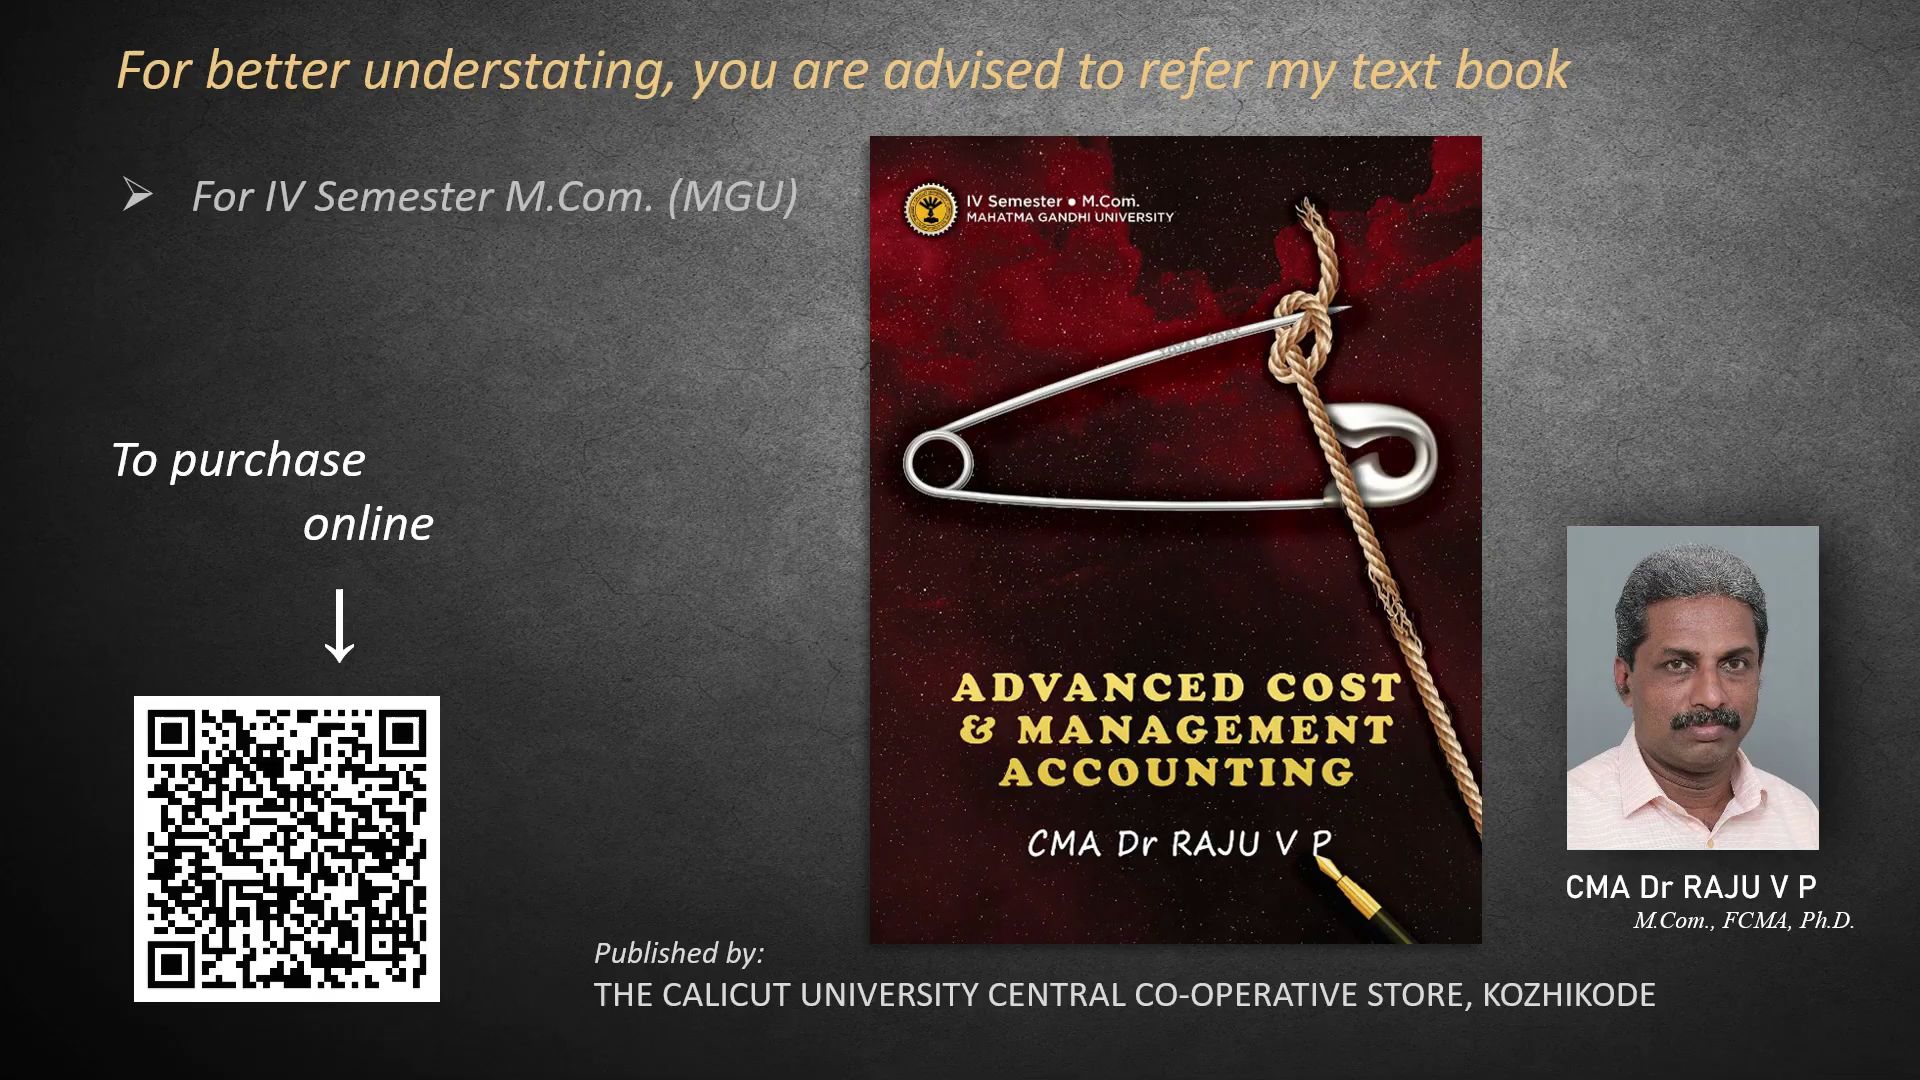 For better understating, you are advised to refer my text book
For IV Semester M.Com. (MGU)
IV Semester • M.Com.
MAHATMA GANDHI UNIVERSITY
TOTAL COST
To purchase
online
ADVANCED COST
& MANAGEMENT
ACCOUNTING
CMA Dr RAJU V P
CMA Dr RAJU V P
M.Com., FCMA, Ph.D.
Published by:
THE CALICUT UNIVERSITY CENTRAL CO-OPERATIVE STORE, KOZHIKODE